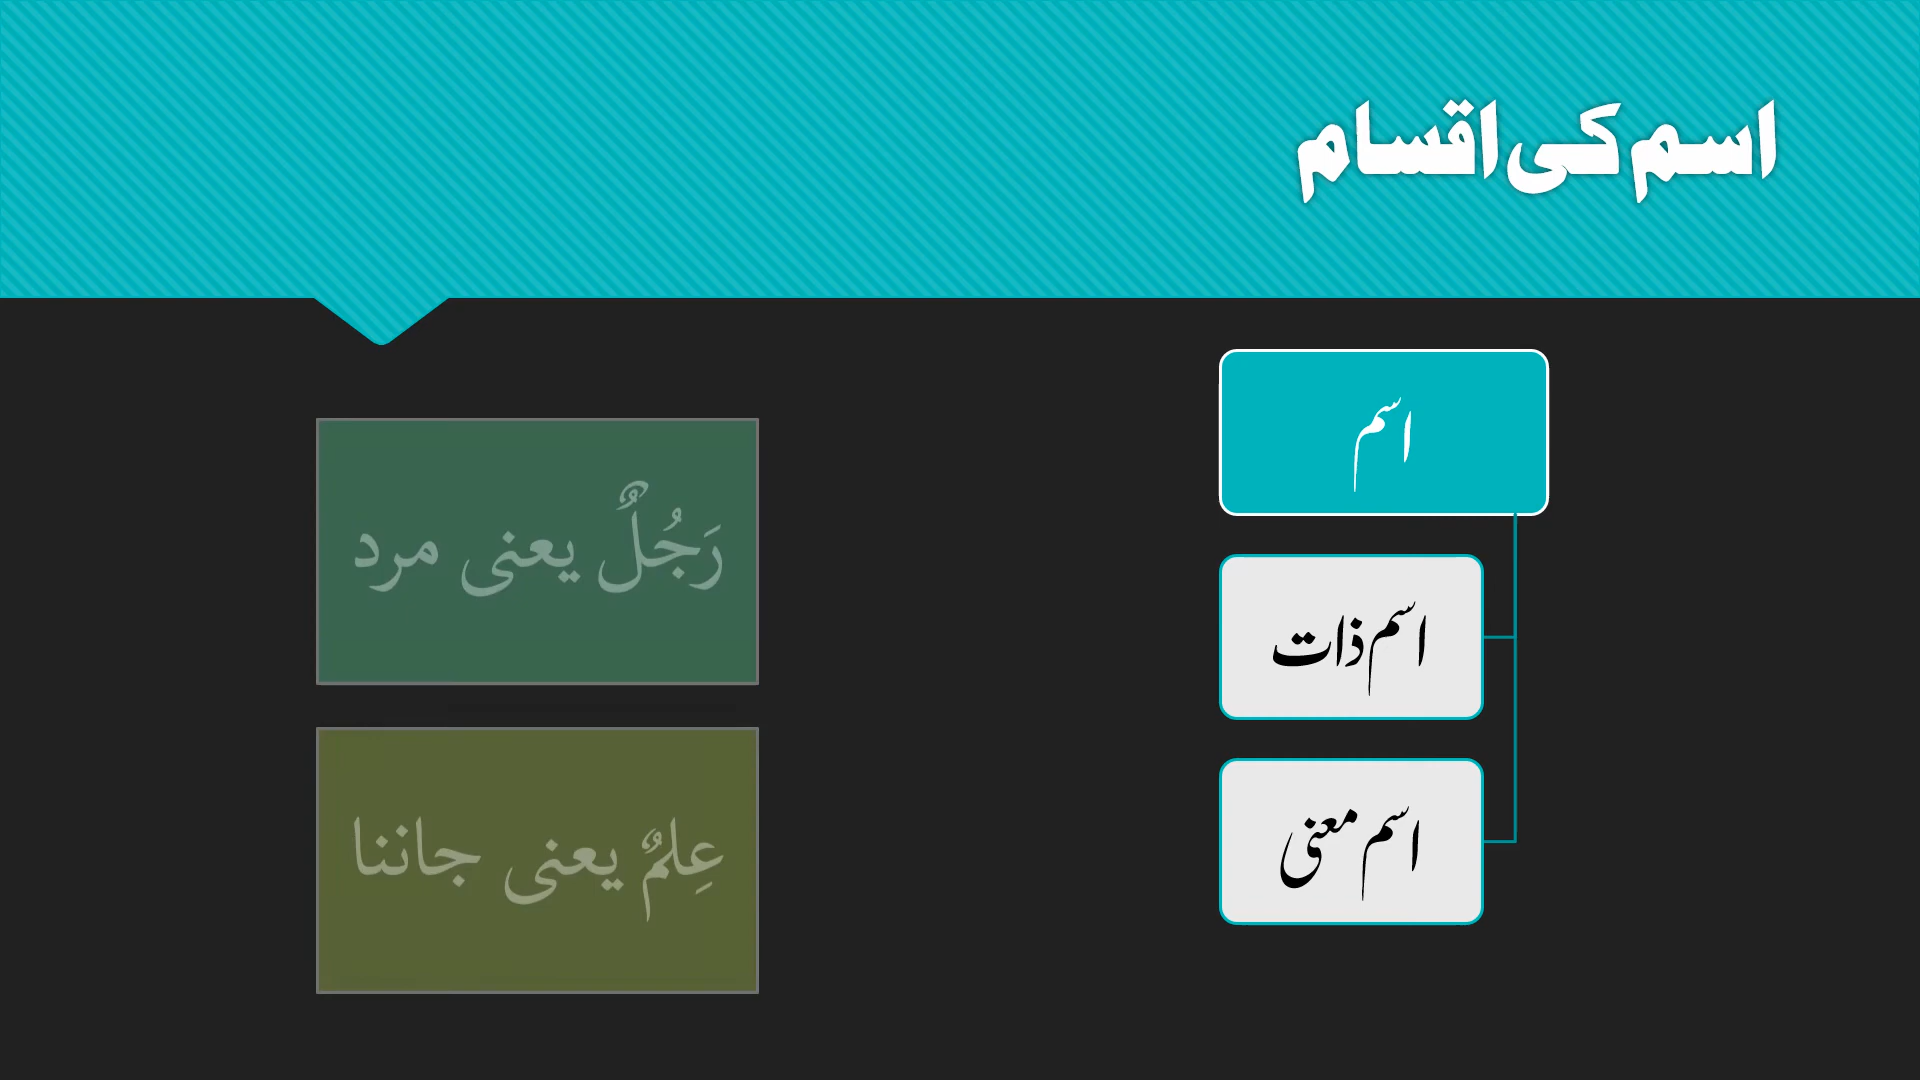 اسم کی اقسام
اسم
اسم ذات
اسم معنی
رَجُلٌ یعنی مرد
عِلمٌ یعنی جاننا